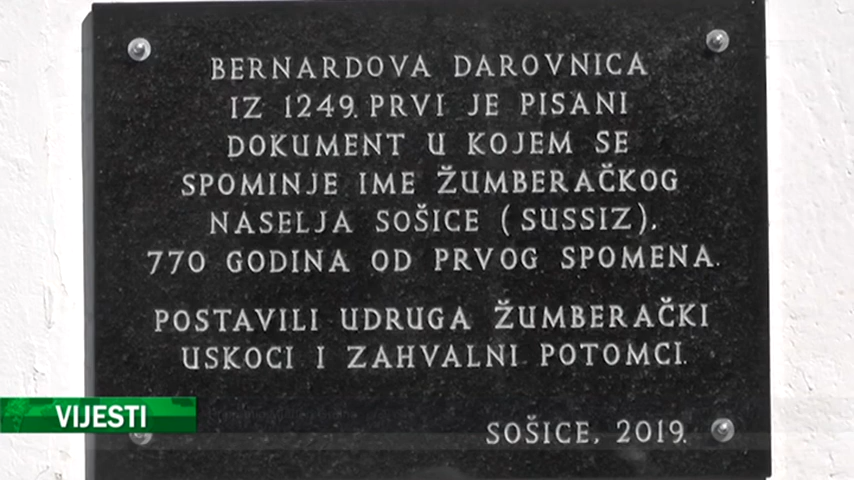 BERNARDOVA DAROVNICA
IZ 1249. PRVI JE PISANI
DOKUMENT U KOJEM SE
SPOMINJE IME ŽUMBERAČKOG
NASELJA SOŠICE (SUSSIZ).
770 GODINA OD PRVOG SPOMENA.
POSTAVILI UDRUGA ŽUMBERAČKI
USKOCI I ZAHVALNI POTOMCI.
VIJESTI
SOŠICE, 2019.